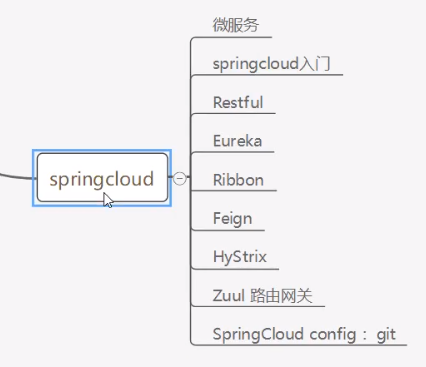 微服务
springcloud入门
Restful
Eureka
springcloud
Ribbon
Feign
HyStrix
Zuul 路由网关
SpringCloud config ：git